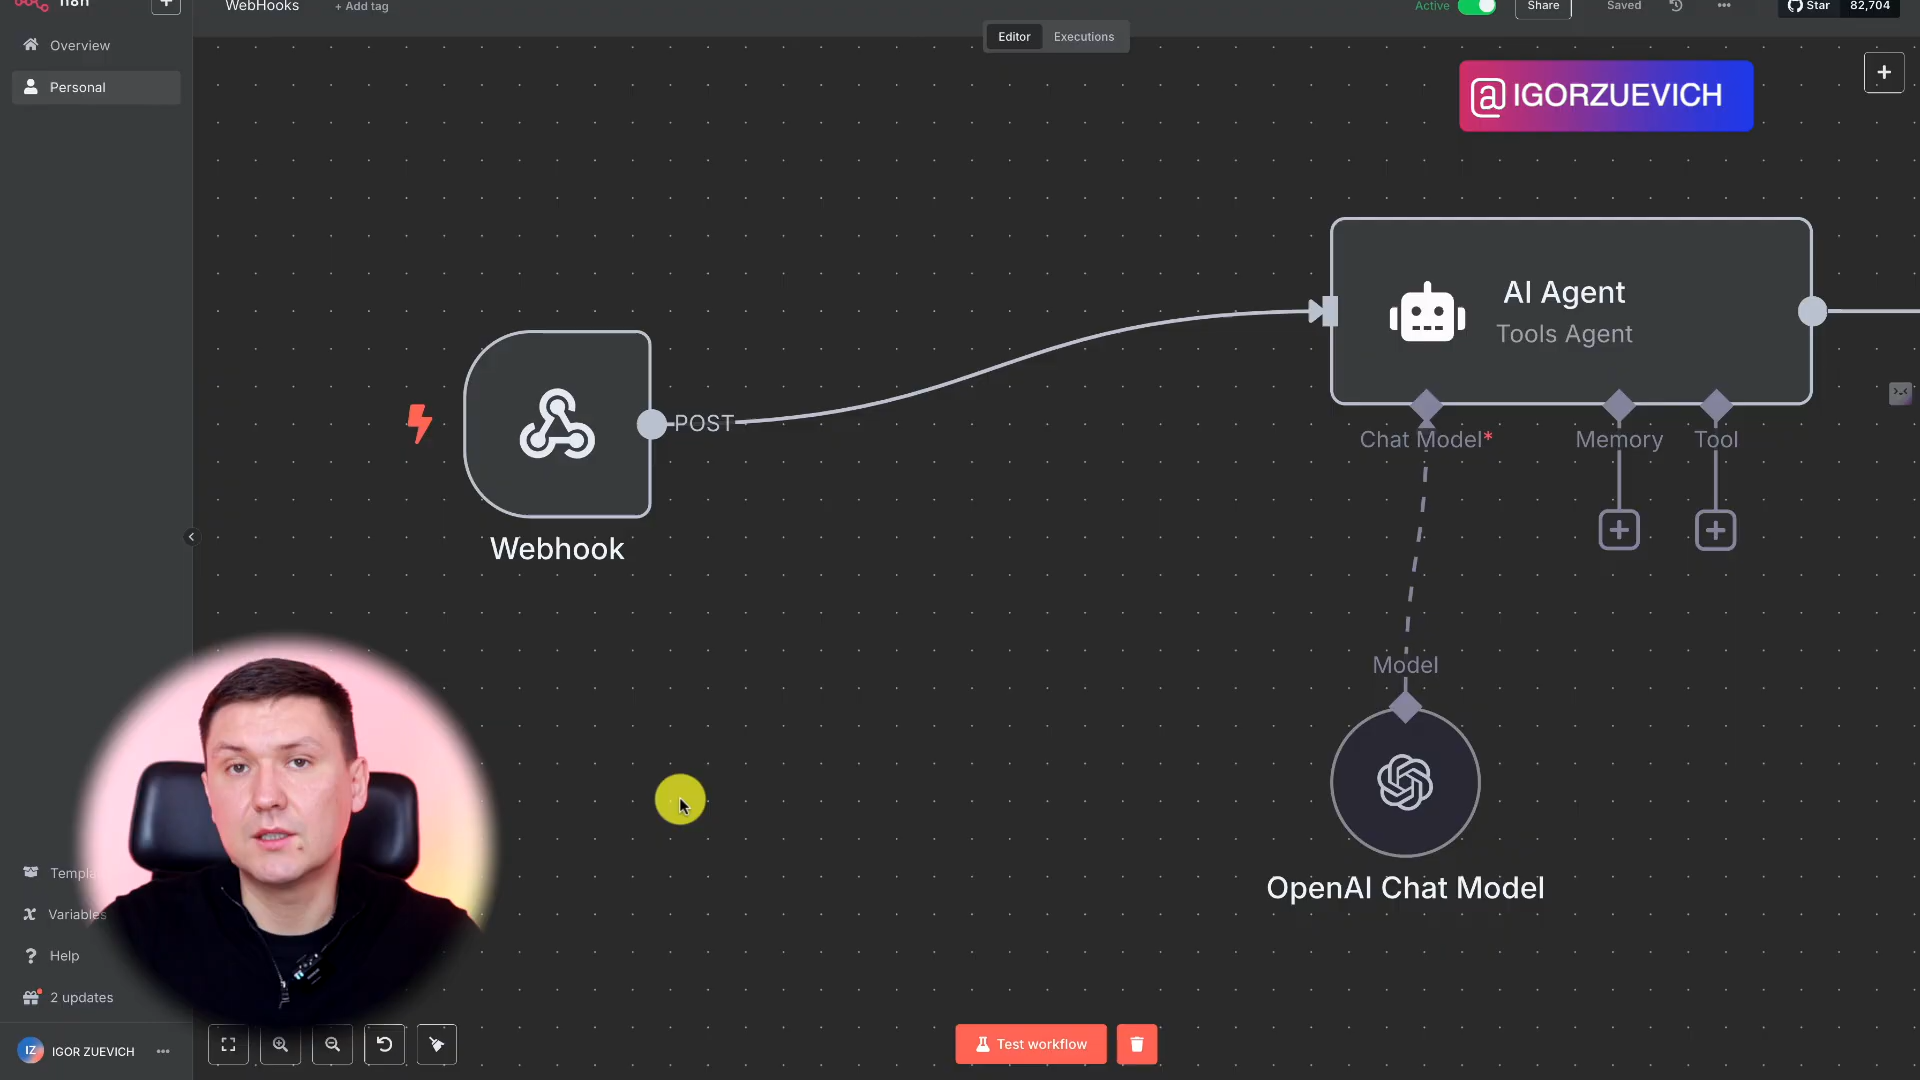 n8n
WebHooks
+ Add tag
Active
Share
Saved
Star
82,704
Overview
Editor
Executions
Personal
@IGORZUEVICH
AI Agent
Tools Agent
POST
Chat Model*
Memory
Tool
Webhook
Model
OpenAI Chat Model
Variables
Help
2 updates
IZ
IGOR ZUEVICH
Test workflow